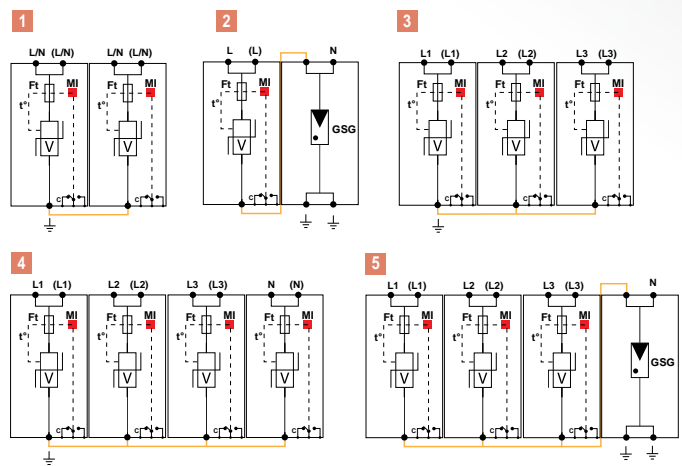 1
L/N (L/N) L/N (L/N)
Ft MI Ft MI
t° t°
V V
C C
2
L (L) N
Ft MI
t°
V GSG
C
3
L1 (L1) L2 (L2) L3 (L3)
Ft MI Ft MI Ft MI
t° t° t°
V V V
C C C
4
L1 (L1) L2 (L2) L3 (L3) N (N)
Ft MI Ft MI Ft MI Ft MI
t° t° t° t°
V V V V
C C C C
5
L1 (L1) L2 (L2) L3 (L3) N
Ft MI Ft MI Ft MI
t° t° t°
V V V GSG
C C C